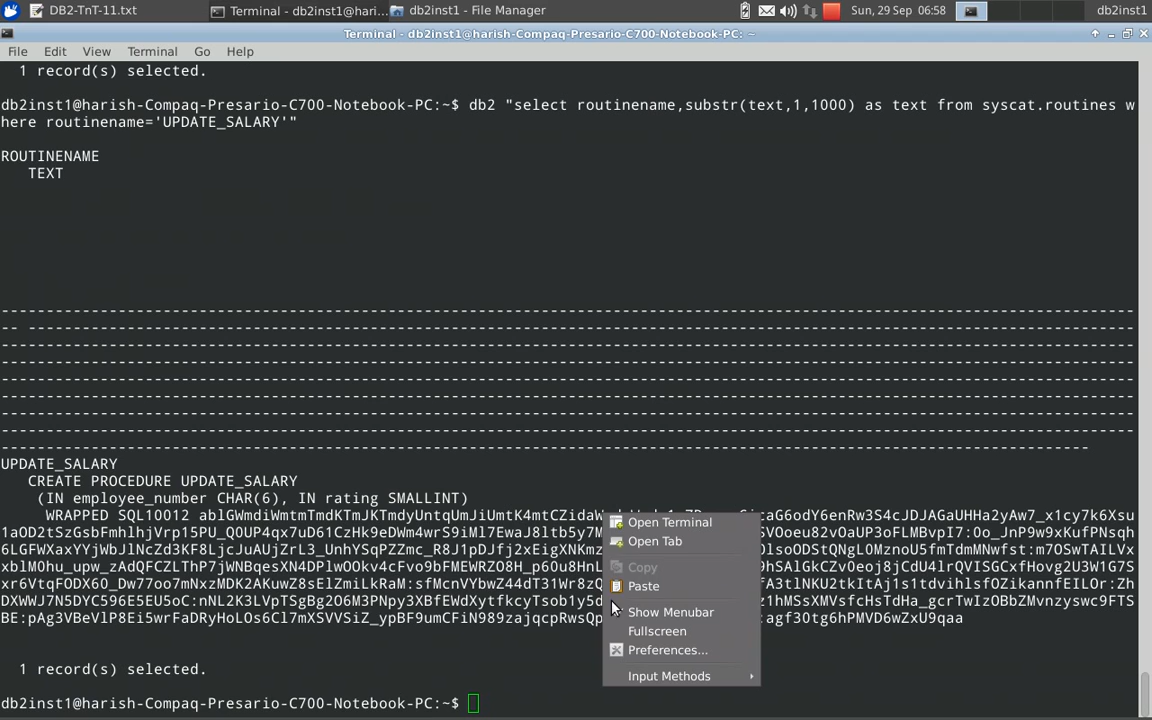 DB2-TnT-11.txt
Terminal - db2inst1@hari...
db2inst1 - File Manager
Sun, 29 Sep 06:58
db2inst1
Terminal - db2inst1@harish-Compaq-Presario-C700-Notebook-PC: ~
File Edit View Terminal Go Help
1 record(s) selected.
db2inst1@harish-Compaq-Presario-C700-Notebook-PC:~$ db2 "select routinename,substr(text,1,1000) as text from syscat.routines w
here routinename='UPDATE_SALARY'"
ROUTINENAME
TEXT
------------------------------------------------------------------------------------------------------------------------------
-- ---------------------------------------------------------------------------------------------------------------------------
------------------------------------------------------------------------------------------------------------------------------
------------------------------------------------------------------------------------------------------------------------------
------------------------------------------------------------------------------------------------------------------------------
------------------------------------------------------------------------------------------------------------------------------
------------------------------------------------------------------------------------------------------------------------------
------------------------------------------------------------------------------------------------------------------------------
-------------------------------------------------------------------------------------------------------------------------
UPDATE_SALARY
CREATE PROCEDURE UPDATE_SALARY
(IN employee_number CHAR(6), IN rating SMALLINT)
WRAPPED SQL10012
Open Terminal
Open Tab
Copy
Paste
Show Menubar
Fullscreen
Preferences...
Input Methods
1 record(s) selected.
db2inst1@harish-Compaq-Presario-C700-Notebook-PC:~$